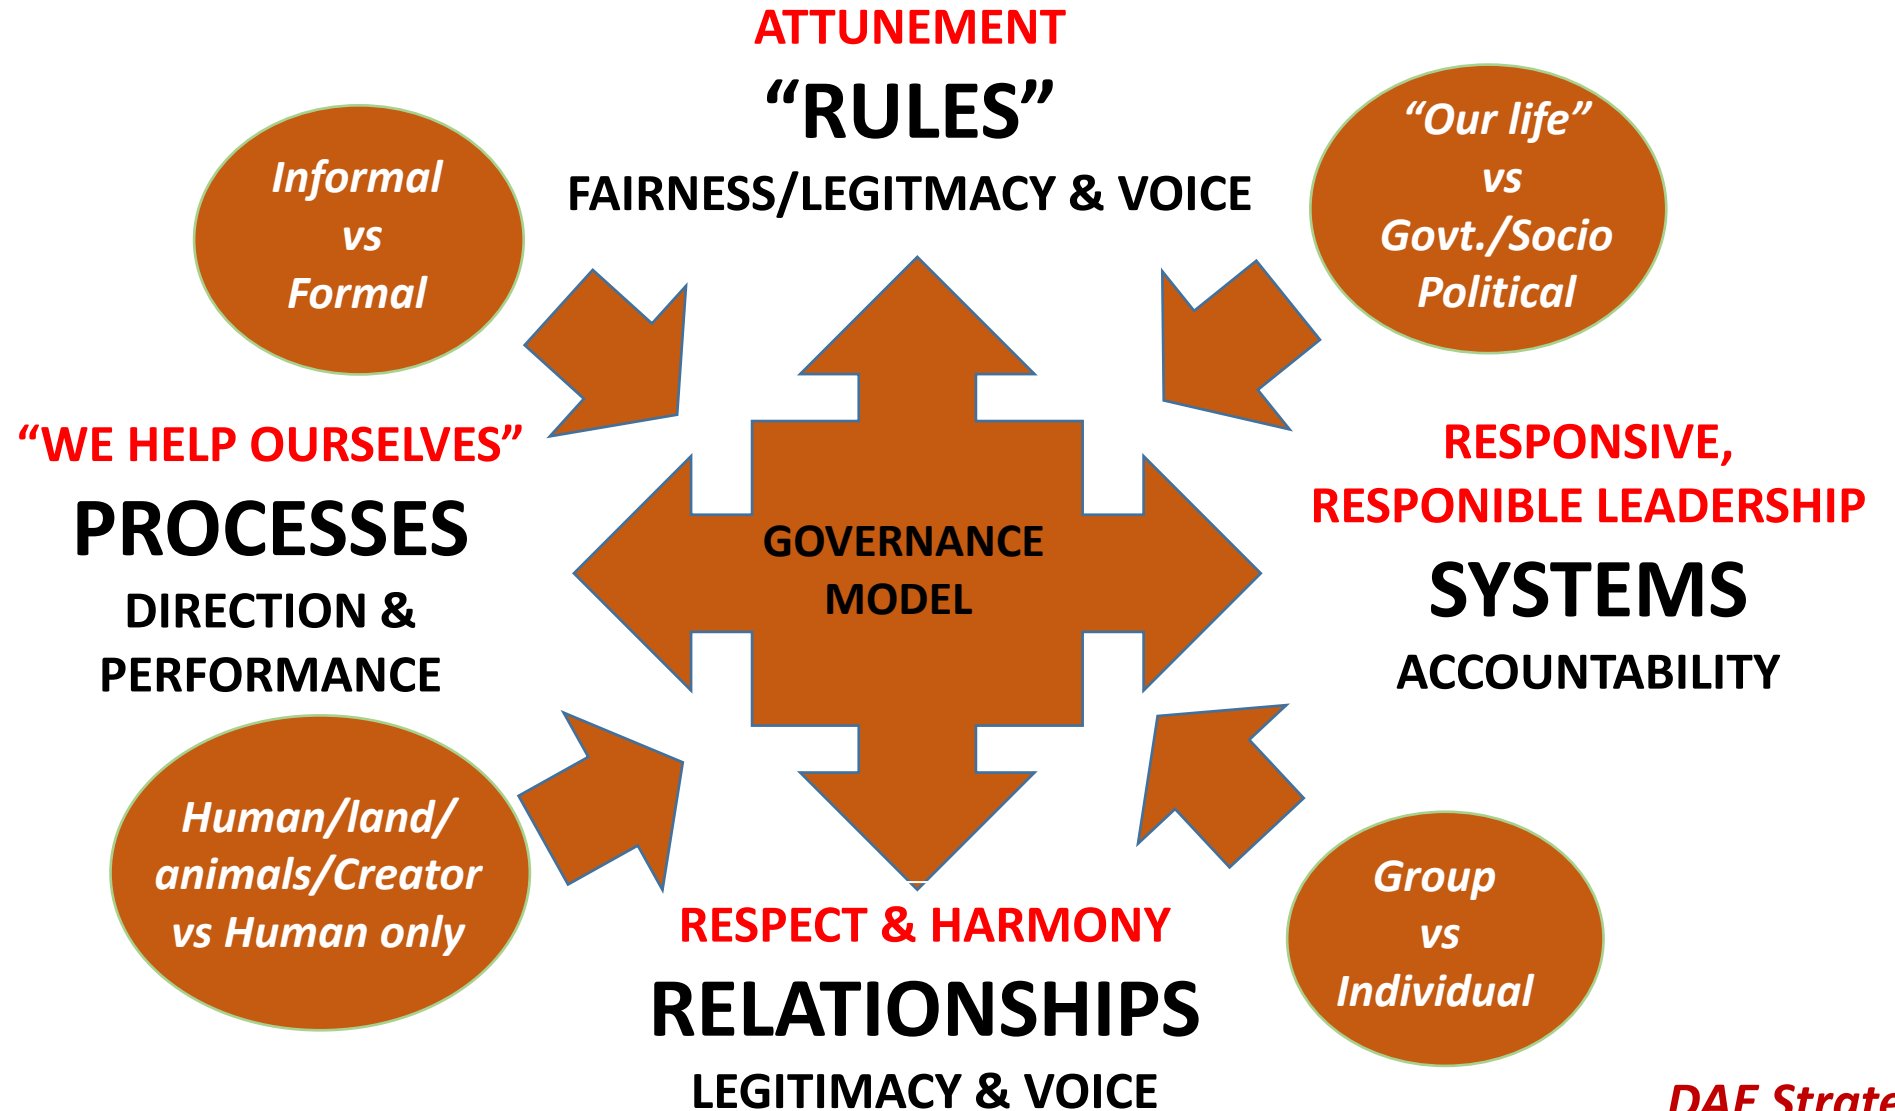 ATTUNEMENT
“RULES”
FAIRNESS/LEGITMACY & VOICE
Informal
vs
Formal
“Our life”
vs
Govt./Socio
Political
“WE HELP OURSELVES”
PROCESSES
DIRECTION &
PERFORMANCE
GOVERNANCE
MODEL
RESPONSIVE,
RESPONIBLE LEADERSHIP
SYSTEMS
ACCOUNTABILITY
Human/land/
animals/Creator
vs Human only
Group
vs
Individual
RESPECT & HARMONY
RELATIONSHIPS
LEGITIMACY & VOICE
DAE